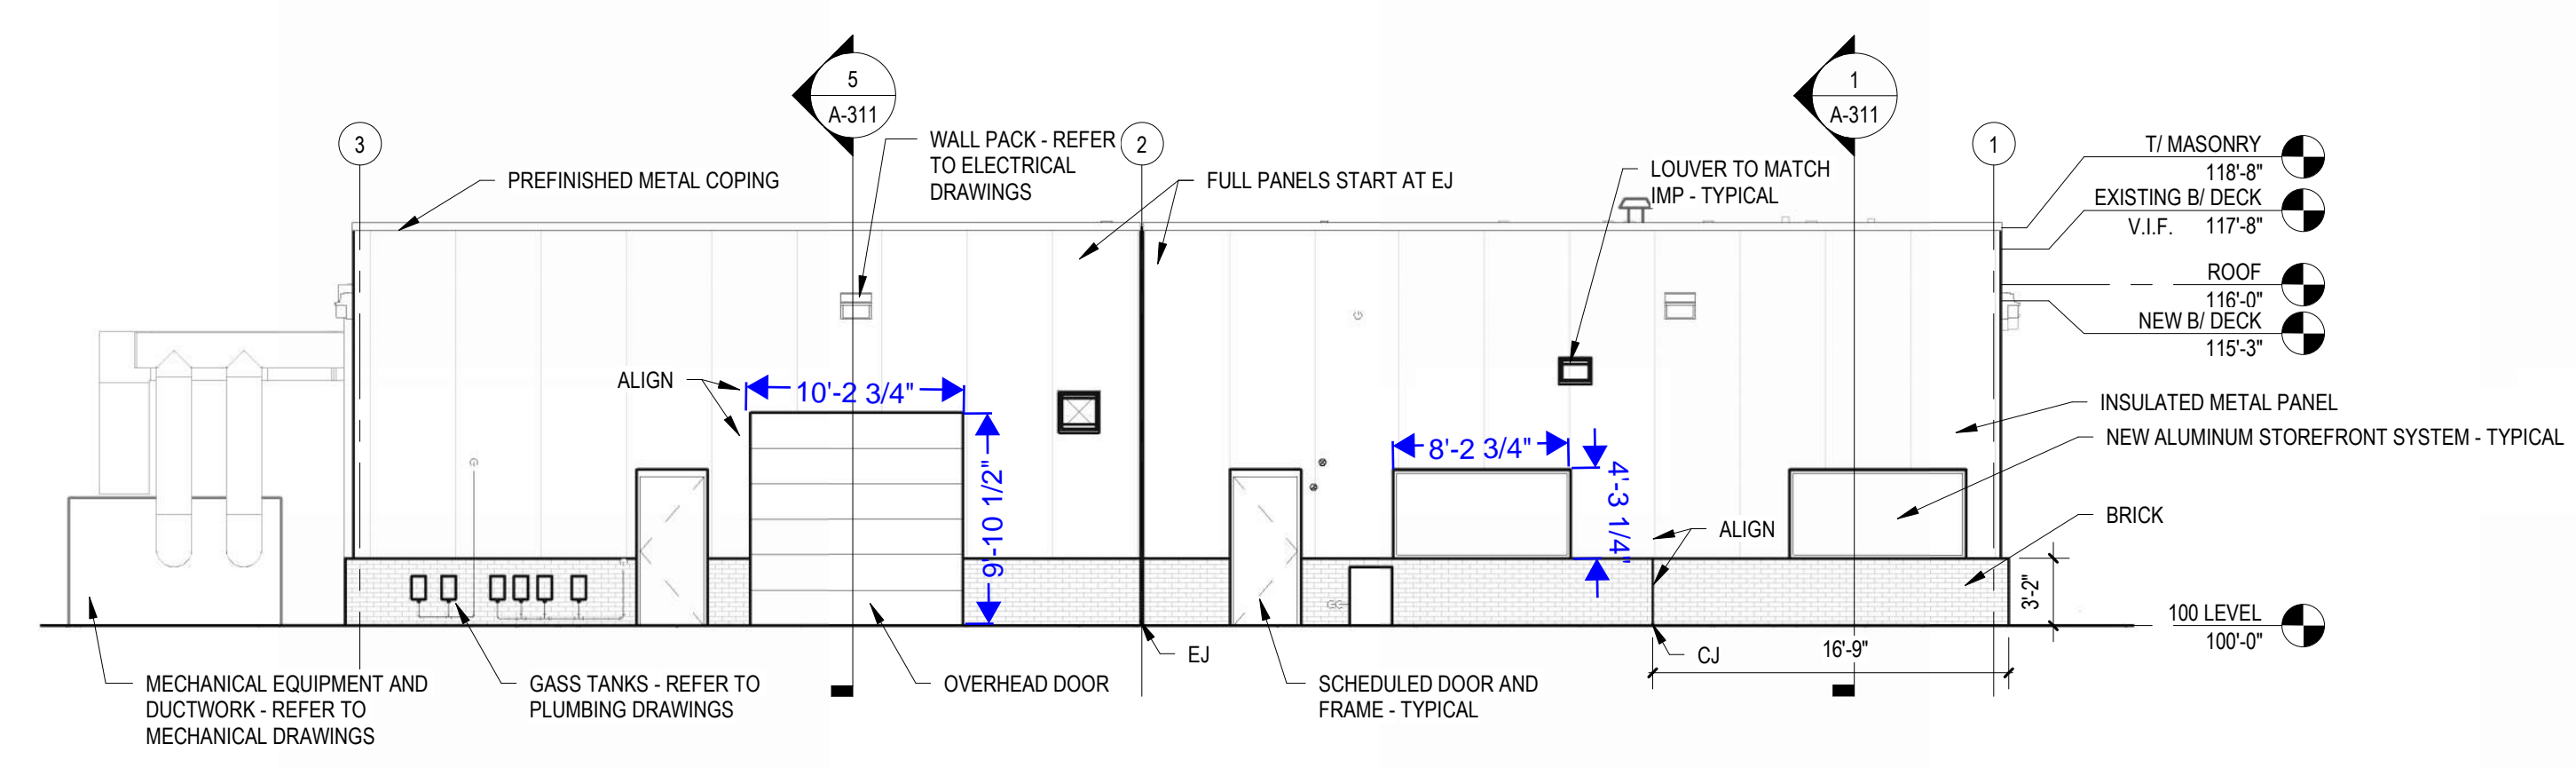 5
A-311
1
A-311
3
2
1
WALL PACK - REFER
TO ELECTRICAL
DRAWINGS
PREFINISHED METAL COPING
FULL PANELS START AT EJ
LOUVER TO MATCH
IMP - TYPICAL
T/ MASONRY
118'-8"
EXISTING B/ DECK
V.I.F. 117'-8"
ROOF
116'-0"
NEW B/ DECK
115'-3"
ALIGN
10'-2 3/4"
9'-10 1/2"
8'-2 3/4"
4'-3 1/4"
INSULATED METAL PANEL
NEW ALUMINUM STOREFRONT SYSTEM - TYPICAL
BRICK
ALIGN
3'-2"
100 LEVEL
100'-0"
EJ
CJ
16'-9"
MECHANICAL EQUIPMENT AND
DUCTWORK - REFER TO
MECHANICAL DRAWINGS
GASS TANKS - REFER TO
PLUMBING DRAWINGS
OVERHEAD DOOR
SCHEDULED DOOR AND
FRAME - TYPICAL